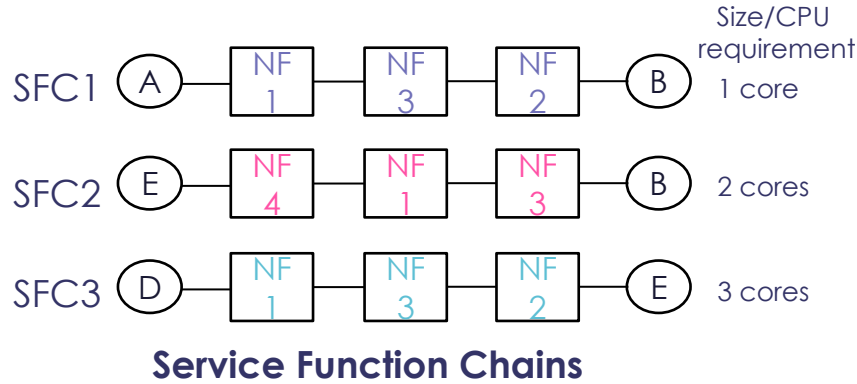 Size/CPU
requirement
SFC1 A NF 1 NF 3 NF 2 B 1 core
SFC2 E NF 4 NF 1 NF 3 B 2 cores
SFC3 D NF 1 NF 3 NF 2 E 3 cores
Service Function Chains